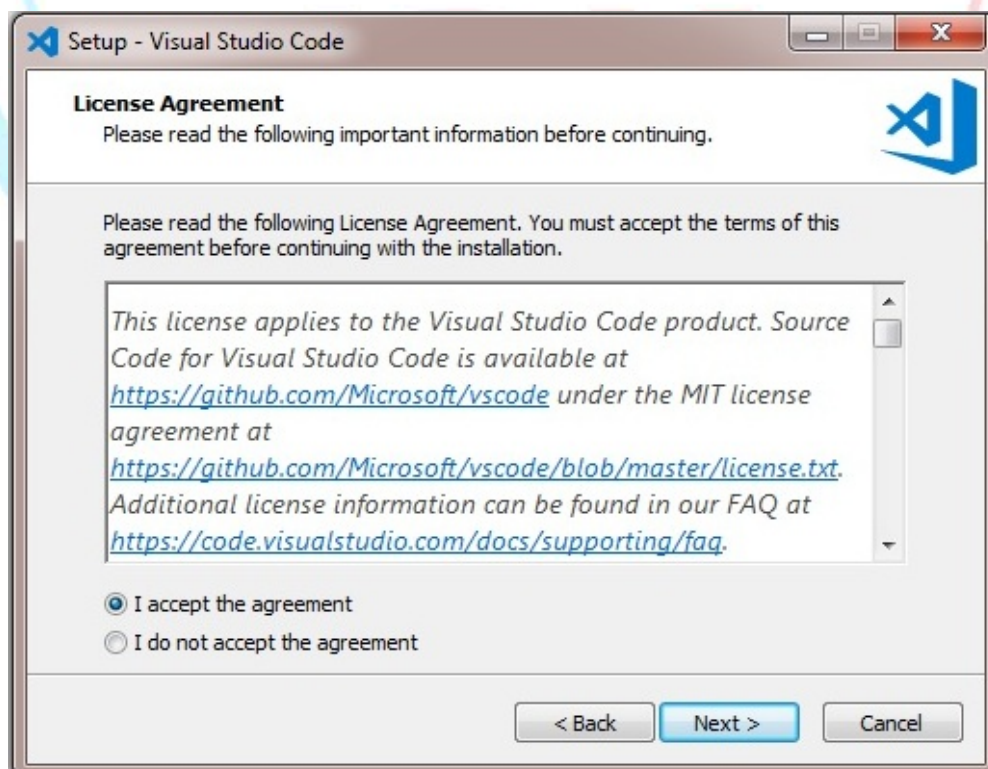 Setup - Visual Studio Code
License Agreement
Please read the following important information before continuing.
Please read the following License Agreement. You must accept the terms of this
agreement before continuing with the installation.
This license applies to the Visual Studio Code product. Source
Code for Visual Studio Code is available at
https://github.com/Microsoft/vscode under the MIT license
agreement at
https://github.com/Microsoft/vscode/blob/master/license.txt.
Additional license information can be found in our FAQ at
https://code.visualstudio.com/docs/supporting/faq.
I accept the agreement
I do not accept the agreement
< Back Next > Cancel